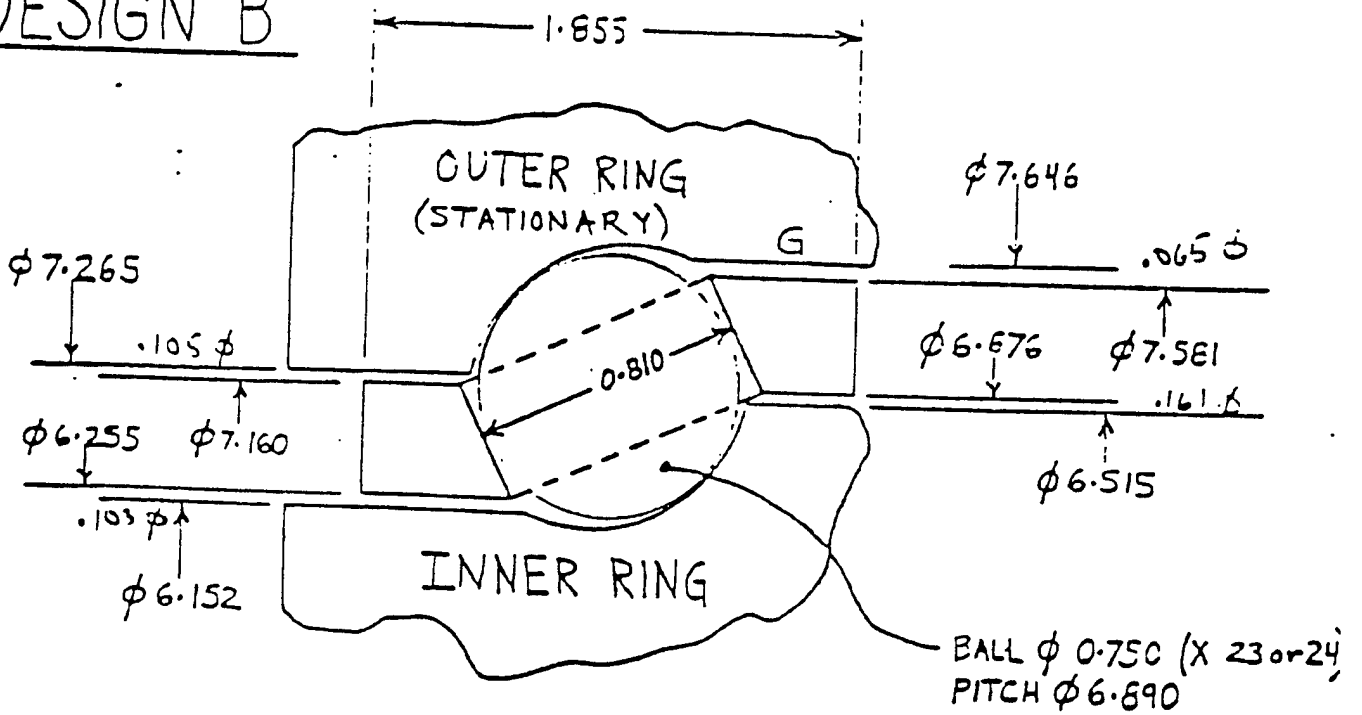 DESIGN B
1.855
OUTER RING
(STATIONARY)
G
φ7.646
.065 φ
φ7.265
.105 φ
φ6.676
φ7.581
0.810
φ6.255
φ7.160
.161 φ
φ6.515
.103 φ
φ6.152
INNER RING
BALL φ 0.750 (X 23 or 24)
PITCH φ6.890